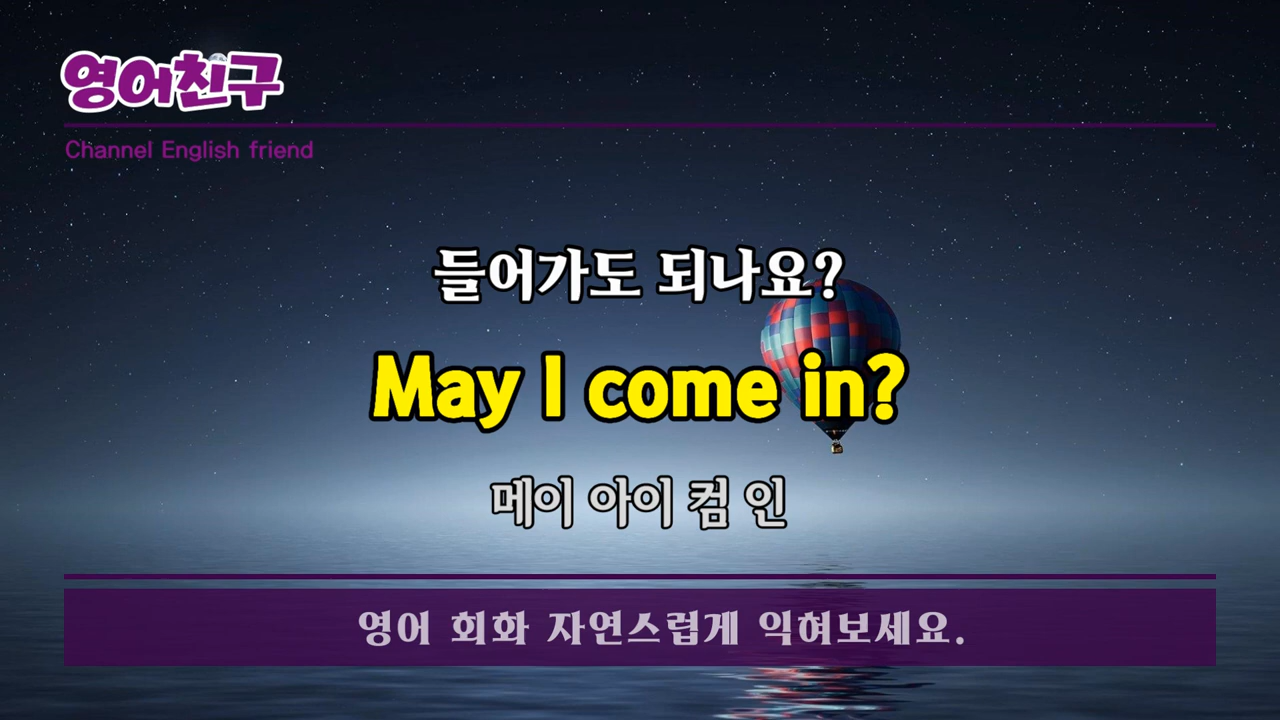 영어친구
Channel English friend
들어가도 되나요?
May I come in?
메이 아이 컴 인
영어 회화 자연스럽게 익혀보세요.